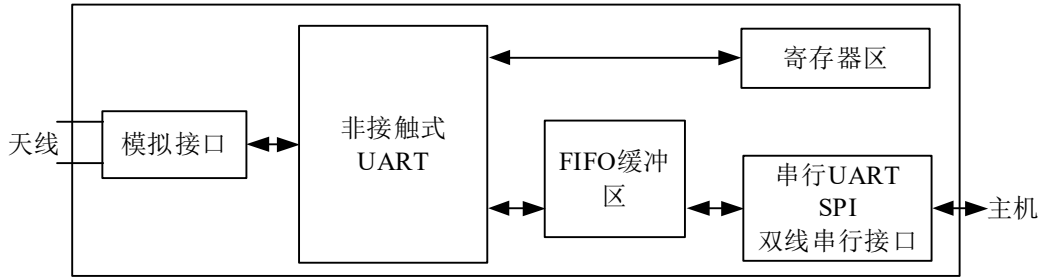 天线
模拟接口
非接触式
UART
寄存器区
FIFO缓冲
区
串行UART
SPI
双线串行接口
主机